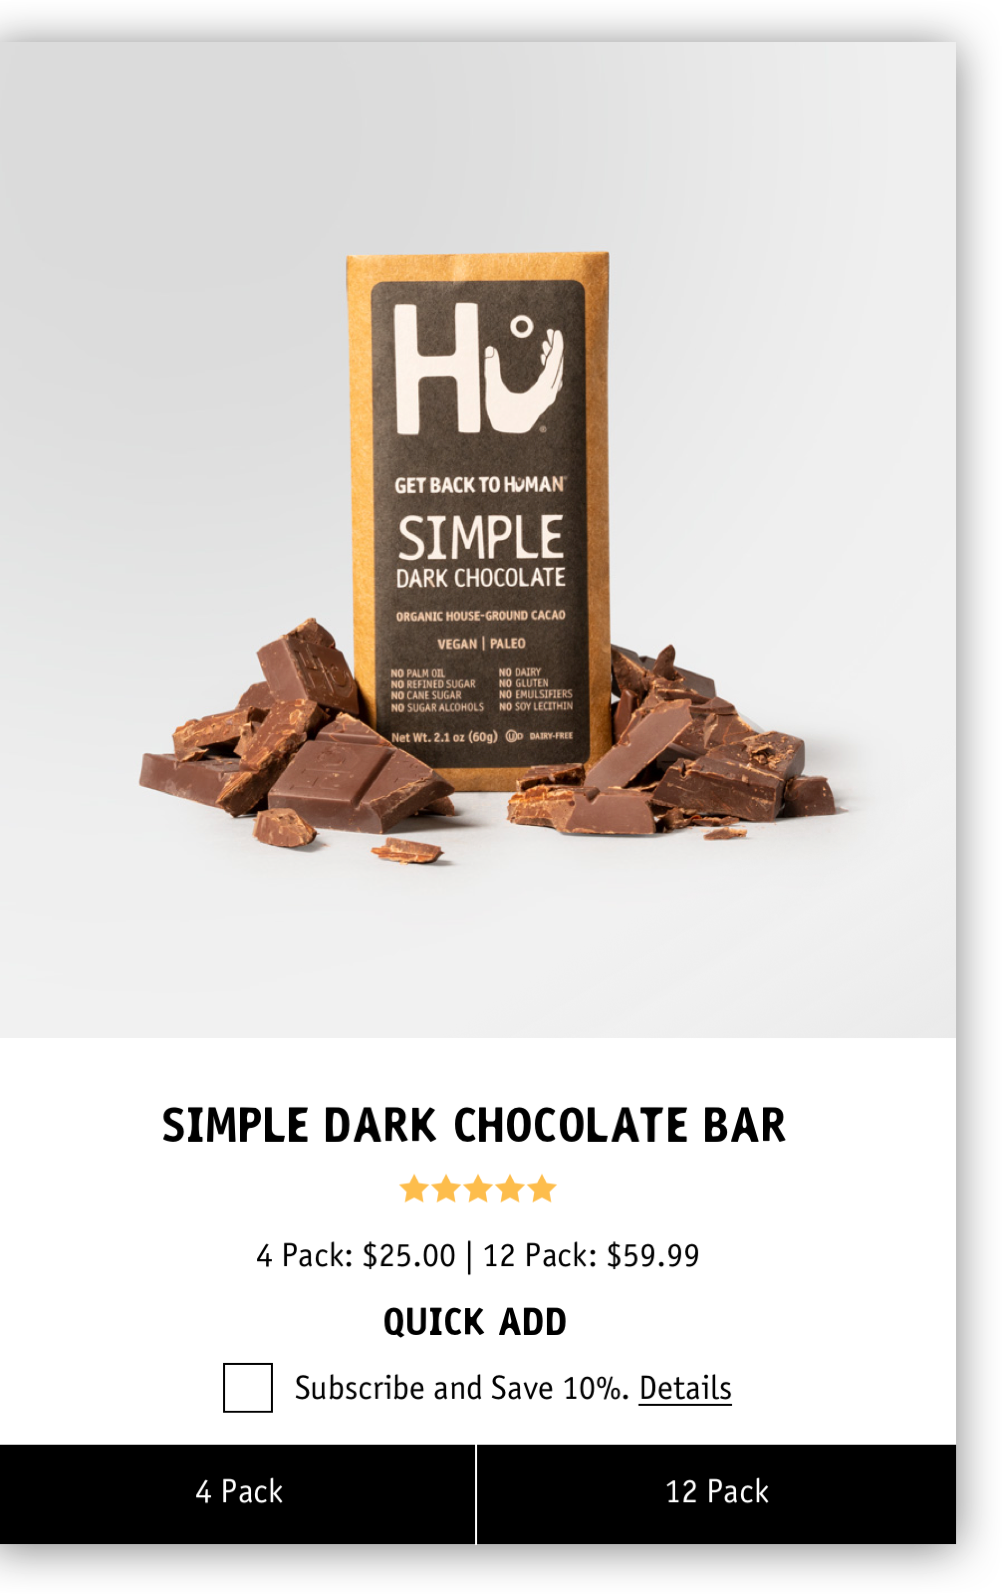 Hu
GET BACK TO HUMAN
SIMPLE
DARK CHOCOLATE
ORGANIC HOUSE-GROUND CACAO
VEGAN | PALEO
NO PALM OIL
NO REFINED SUGAR
NO CANE SUGAR
NO SUGAR ALCOHOLS
NO DAIRY
NO GLUTEN
NO EMULSIFIERS
NO SOY LECITHIN
Net Wt. 2.1 oz (60g) UD DAIRY-FREE
SIMPLE DARK CHOCOLATE BAR
4 Pack: $25.00 | 12 Pack: $59.99
QUICK ADD
Subscribe and Save 10%. Details
4 Pack
12 Pack